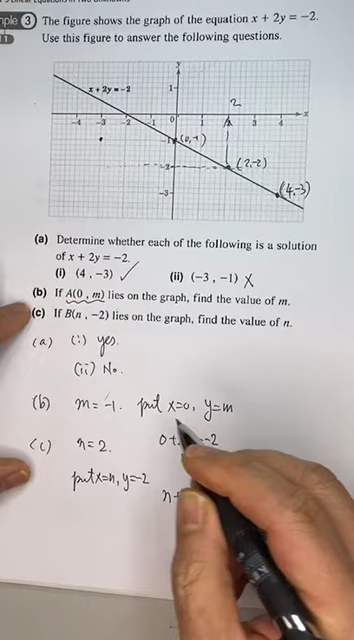 ple 3 The figure shows the graph of the equation x + 2y = −2.
Use this figure to answer the following questions.
y
x + 2y = −2
1
2
−4 −3 −2 −1 0 3 4 x
(0,-1)
−2
(2,-2)
−3
(4,-3)
(a) Determine whether each of the following is a solution
of x + 2y = −2.
(i) (4 , −3) ✓ (ii) (−3 , −1) X
(b) If A(0 , m) lies on the graph, find the value of m.
(c) If B(n , −2) lies on the graph, find the value of n.
(a) (i) yes.
(ii) No.
(b) m = -1. put x=0, y=m
(c) n = 2.
put x=n, y=-2